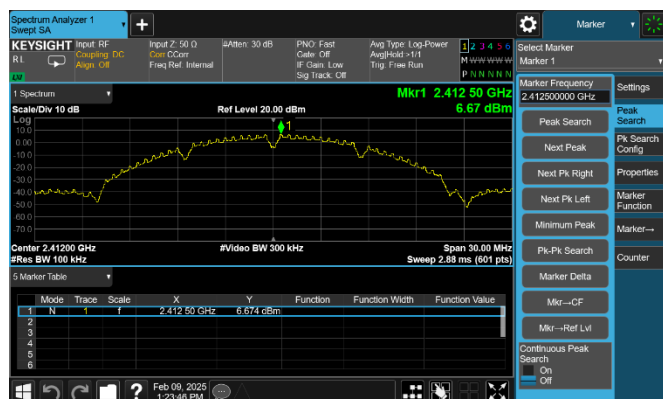 Spectrum Analyzer 1
Swept SA
Marker
KEYSIGHT
Input: RF
Coupling: DC
Align: Off
Input Z: 50 Ω
Corr CCorr
Freq Ref: Internal
#Atten: 30 dB
PNO: Fast
Gate: Off
IF Gain: Low
Sig Track: Off
Avg Type: Log-Power
Avg|Hold:>1/1
Trig: Free Run
1 2 3 4 5 6
M W W W W W
P N N N N N
R L
LV
Select Marker
Marker 1
1 Spectrum
Scale/Div 10 dB
Log
Ref Level 20.00 dBm
Mkr1 2.412 50 GHz
6.67 dBm
1
10.0
0.00
-10.0
-20.0
-30.0
-40.0
-50.0
-60.0
-70.0
Center 2.41200 GHz
#Res BW 100 kHz
#Video BW 300 kHz
Span 30.00 MHz
Sweep 2.88 ms (601 pts)
5 Marker Table
Mode Trace Scale X Y Function Function Width Function Value
1 N 1 f 2.412 50 GHz 6.674 dBm
2
3
4
5
6
Marker Frequency
2.412500000 GHz
Peak Search
Next Peak
Next Pk Right
Next Pk Left
Minimum Peak
Pk-Pk Search
Marker Delta
Mkr→CF
Mkr→Ref Lvl
Continuous Peak
Search
On
Off
Settings
Peak
Search
Pk Search
Config
Properties
Marker
Function
Marker→
Counter
Feb 09, 2025
1:23:46 PM